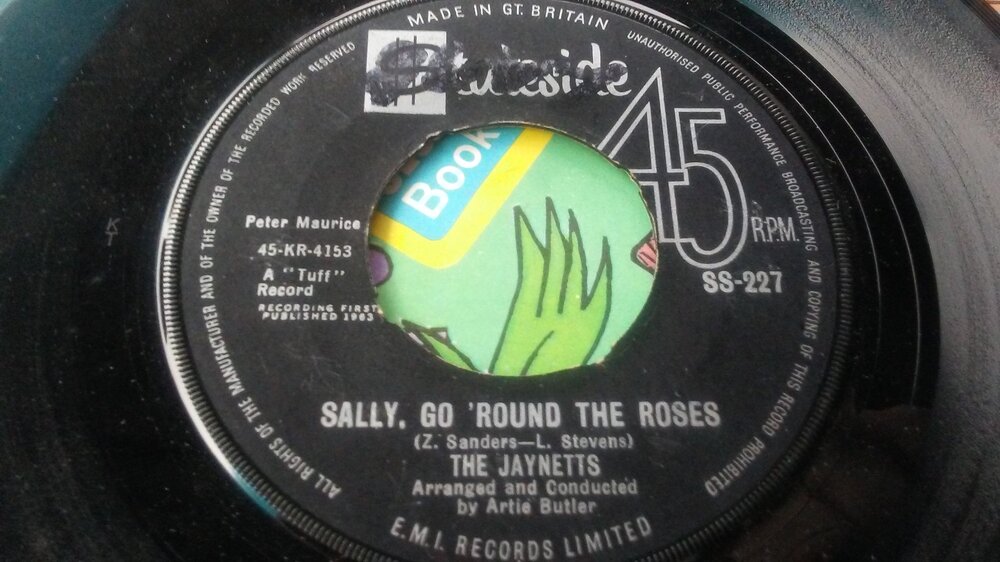 MADE IN GT. BRITAIN
UNAUTHORISED PUBLIC PERFORMANCE BROADCASTING AND COPYING OF THIS RECORD PROHIBITED
ALL RIGHTS OF THE MANUFACTURER AND OF THE OWNER OF THE RECORDED WORK RESERVED
Stateside
45
R.P.M.
Book
Peter Maurice
45-KR-4153
A "Tuff"
Record
RECORDING FIRST
PUBLISHED 1963
SS-227
SALLY, GO 'ROUND THE ROSES
(Z. Sanders—L. Stevens)
THE JAYNETTS
Arranged and Conducted
by Artie Butler
E.M.I. RECORDS LIMITED